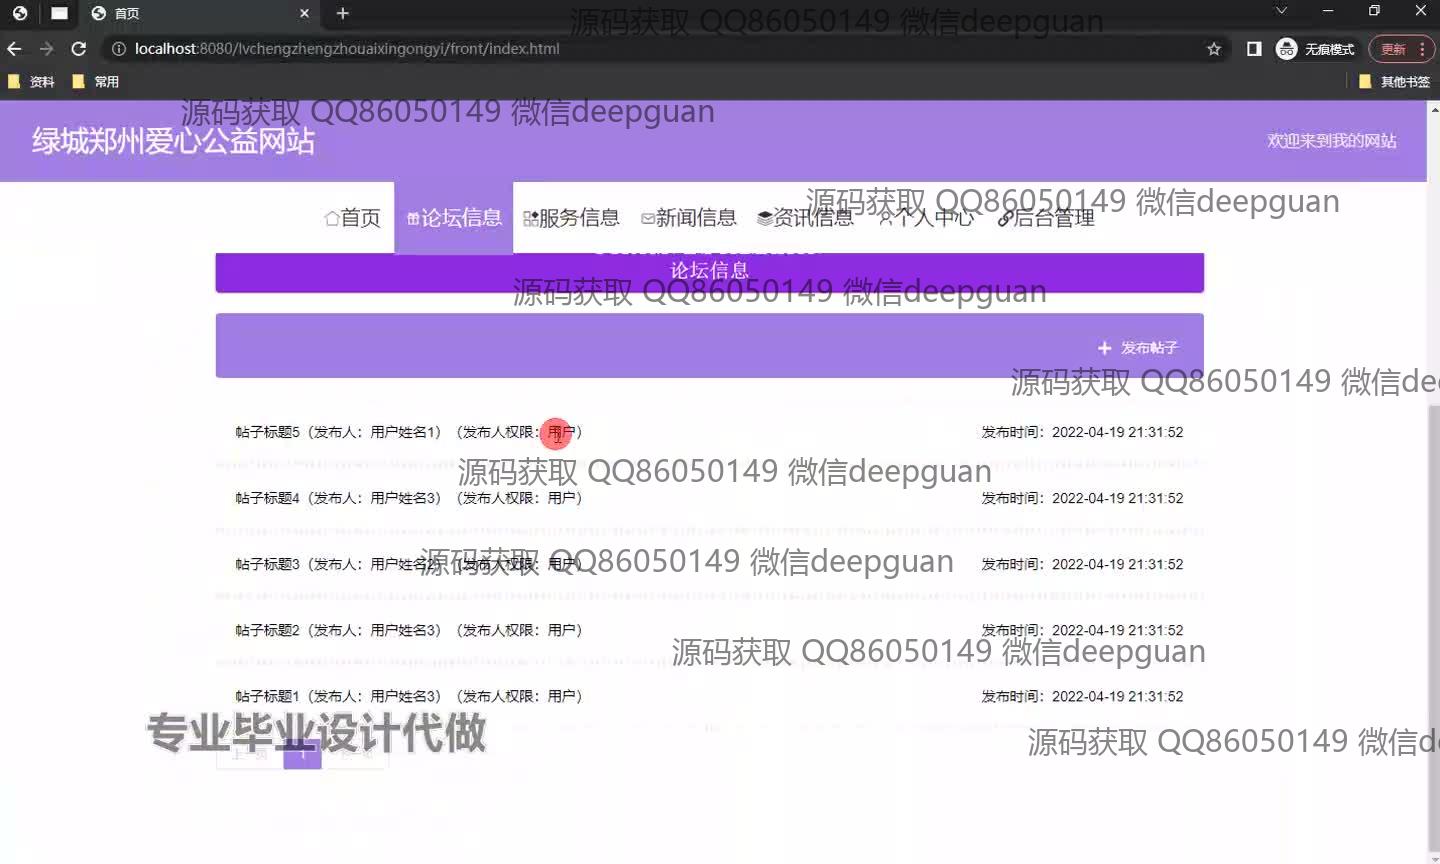 首页
localhost:8080/lvchengzhengzhouaixingongyi/front/index.html
无痕模式
更新
资料
常用
其他书签
源码获取 QQ86050149 微信deepguan
源码获取 QQ86050149 微信deepguan
绿城郑州爱心公益网站
欢迎来到我的网站
源码获取 QQ86050149 微信deepguan
首页 论坛信息 服务信息 新闻信息 资讯信息 个人中心 后台管理
论坛信息
源码获取 QQ86050149 微信deepguan
+ 发布帖子
源码获取 QQ86050149 微信de
帖子标题5（发布人：用户姓名1）（发布人权限：用户） 发布时间：2022-04-19 21:31:52
源码获取 QQ86050149 微信deepguan
帖子标题4（发布人：用户姓名3）（发布人权限：用户） 发布时间：2022-04-19 21:31:52
源码获取 QQ86050149 微信deepguan
帖子标题3（发布人：用户姓名2）（发布人权限：用户） 发布时间：2022-04-19 21:31:52
帖子标题2（发布人：用户姓名3）（发布人权限：用户） 发布时间：2022-04-19 21:31:52
源码获取 QQ86050149 微信deepguan
帖子标题1（发布人：用户姓名3）（发布人权限：用户） 发布时间：2022-04-19 21:31:52
专业毕业设计代做
源码获取 QQ86050149 微信d
上一页 1